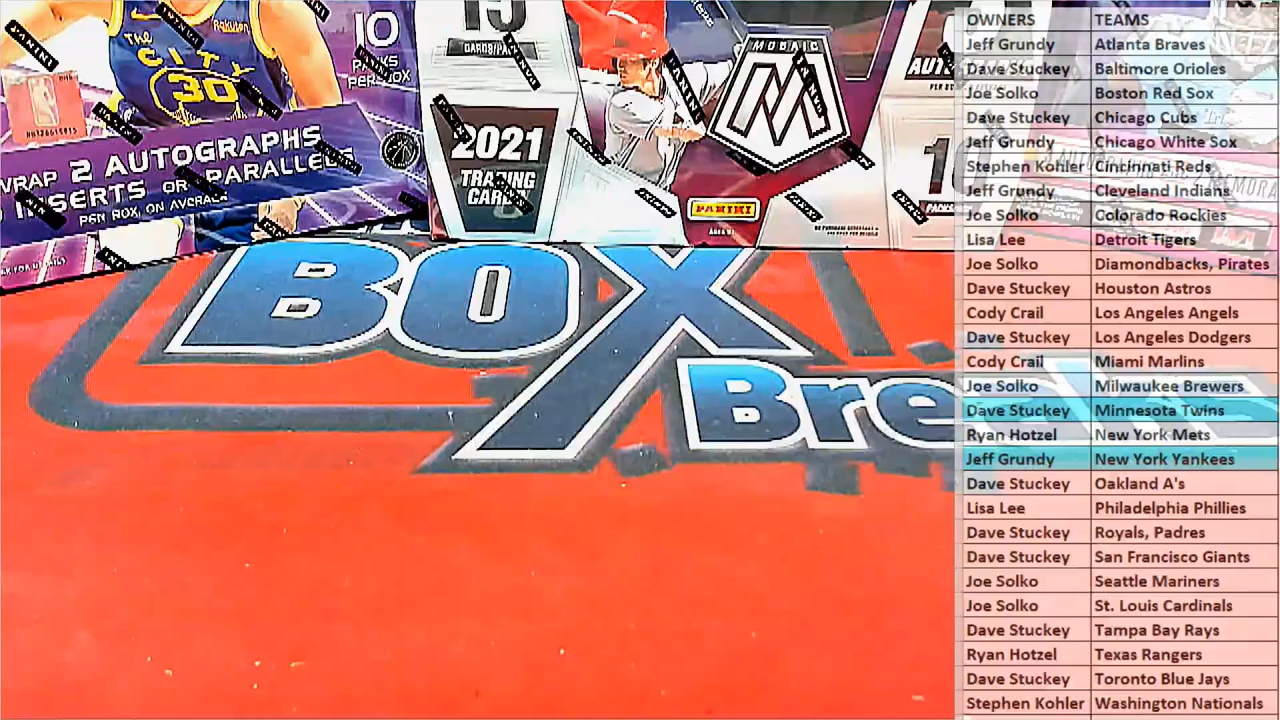 The
CITY
30
Rakuten
10
PACKS
PER BOX
2 AUTOGRAPHS
INSERTS OR PARALLELS
PER BOX, ON AVERAGE
15
2021
TRADING
CARDS
MOSAIC
PANINI
BOX
OWNERS TEAMS
Jeff Grundy Atlanta Braves
Dave Stuckey Baltimore Orioles
Joe Solko Boston Red Sox
Dave Stuckey Chicago Cubs
Jeff Grundy Chicago White Sox
Stephen Kohler Cincinnati Reds
Jeff Grundy Cleveland Indians
Joe Solko Colorado Rockies
Lisa Lee Detroit Tigers
Joe Solko Diamondbacks, Pirates
Dave Stuckey Houston Astros
Cody Crail Los Angeles Angels
Dave Stuckey Los Angeles Dodgers
Cody Crail Miami Marlins
Joe Solko Milwaukee Brewers
Dave Stuckey Minnesota Twins
Ryan Hotzel New York Mets
Jeff Grundy New York Yankees
Dave Stuckey Oakland A's
Lisa Lee Philadelphia Phillies
Dave Stuckey Royals, Padres
Dave Stuckey San Francisco Giants
Joe Solko Seattle Mariners
Joe Solko St. Louis Cardinals
Dave Stuckey Tampa Bay Rays
Ryan Hotzel Texas Rangers
Dave Stuckey Toronto Blue Jays
Stephen Kohler Washington Nationals